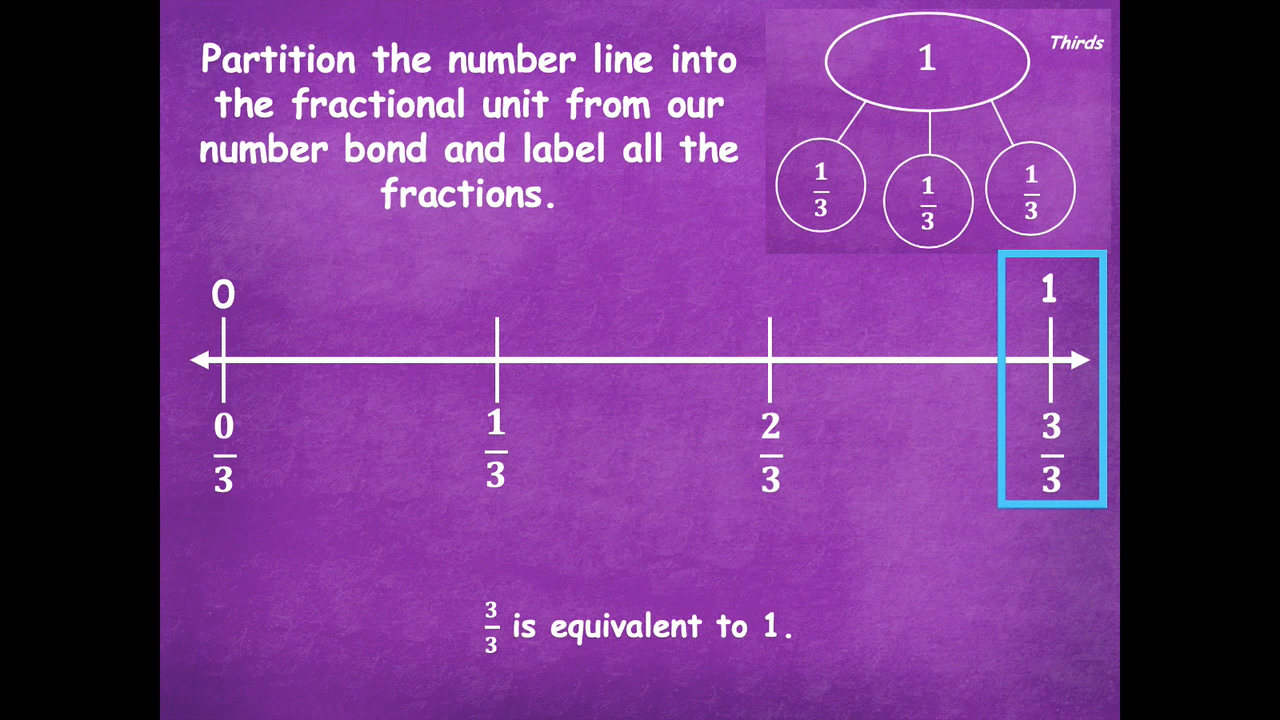 Partition the number line into
the fractional unit from our
number bond and label all the
fractions.
Thirds
1
1/3 1/3 1/3
0 1
0/3 1/3 2/3 3/3
3/3 is equivalent to 1.